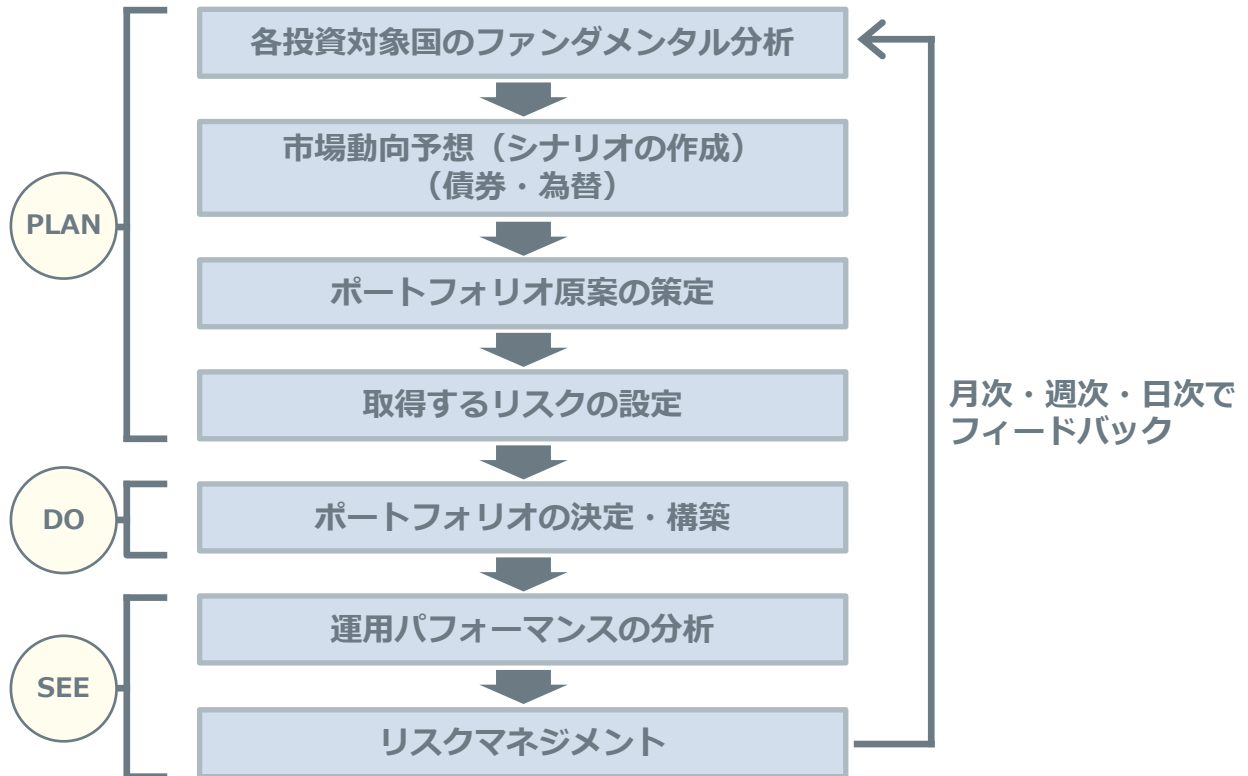 各投資対象国のファンダメンタル分析
市場動向予想（シナリオの作成）
（債券・為替）
PLAN
ポートフォリオ原案の策定
取得するリスクの設定
月次・週次・日次で
フィードバック
DO
ポートフォリオの決定・構築
運用パフォーマンスの分析
SEE
リスクマネジメント